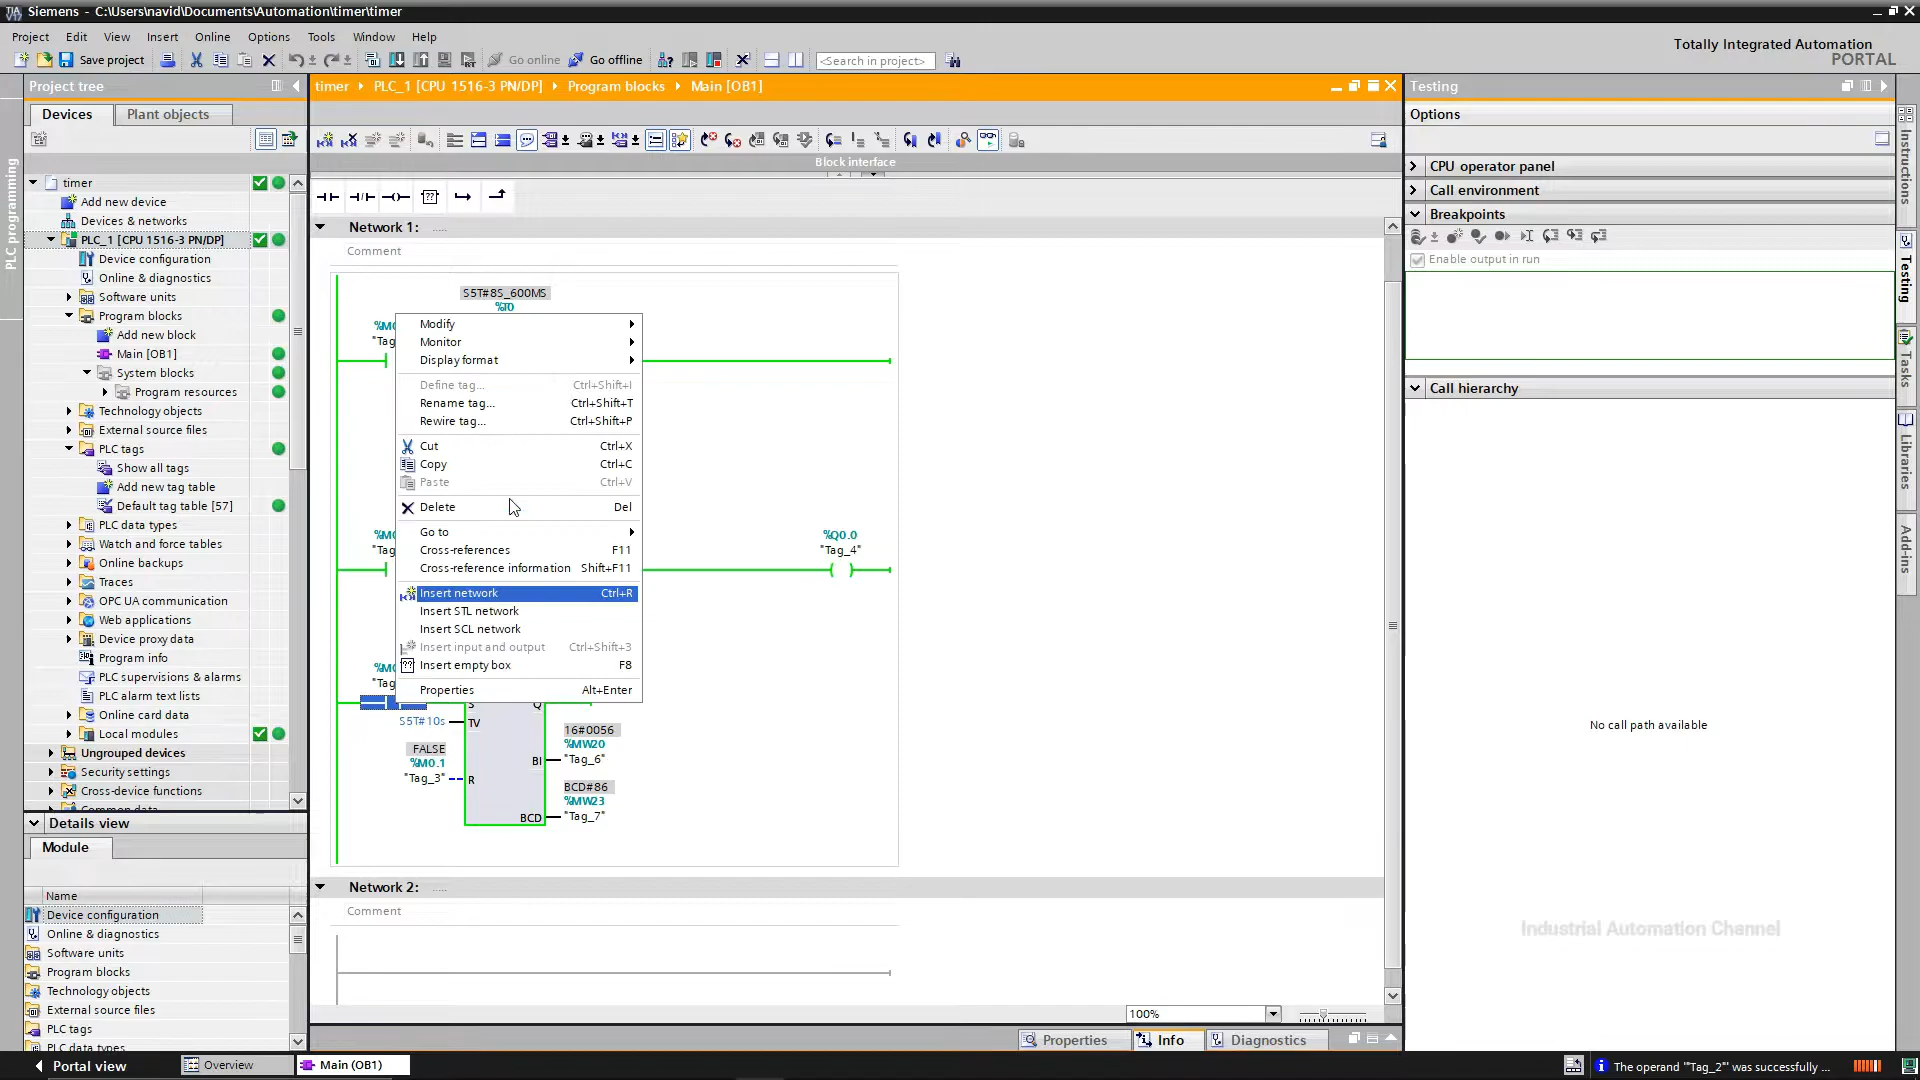 Siemens - C:\Users\navid\Documents\Automation\timer\timer
Project Edit View Insert Online Options Tools Window Help
Totally Integrated Automation
PORTAL
Save project
Go online
Go offline
<Search in project>
Project tree
timer PLC_1 [CPU 1516-3 PN/DP] Program blocks Main [OB1]
Testing
Devices
Plant objects
Options
Block interface
PLC programming
CPU operator panel
Call environment
Breakpoints
Enable output in run
Call hierarchy
No call path available
Instructions
Testing
Tasks
Libraries
Add-ins
timer
Add new device
Devices & networks
PLC_1 [CPU 1516-3 PN/DP]
Device configuration
Online & diagnostics
Software units
Program blocks
Add new block
Main [OB1]
System blocks
Program resources
Technology objects
External source files
PLC tags
Show all tags
Add new tag table
Default tag table [57]
PLC data types
Watch and force tables
Online backups
Traces
OPC UA communication
Web applications
Device proxy data
Program info
PLC supervisions & alarms
PLC alarm text lists
Online card data
Local modules
Ungrouped devices
Security settings
Cross-device functions
Common data
Details view
Module
Name
Device configuration
Online & diagnostics
Software units
Program blocks
Technology objects
External source files
PLC tags
PLC data types
Network 1: .....
Comment
S5T#8S_600MS
%T0
Modify
Monitor
Display format
Define tag... Ctrl+Shift+I
Rename tag... Ctrl+Shift+T
Rewire tag... Ctrl+Shift+P
Cut Ctrl+X
Copy Ctrl+C
Paste Ctrl+V
Delete Del
Go to
Cross-references F11
Cross-reference information Shift+F11
Insert network Ctrl+R
Insert STL network
Insert SCL network
Insert input and output Ctrl+Shift+3
Insert empty box F8
Properties Alt+Enter
%Q0.0
"Tag_4"
S Q
S5T#10s TV
16#0056
%MW20
BI "Tag_6"
FALSE
%M0.1
"Tag_3" R
BCD#86
%MW23
BCD "Tag_7"
Network 2: .....
Comment
Industrial Automation Channel
100%
Properties Info Diagnostics
Portal view Overview Main (OB1)
The operand '"Tag_2"' was successfully ...